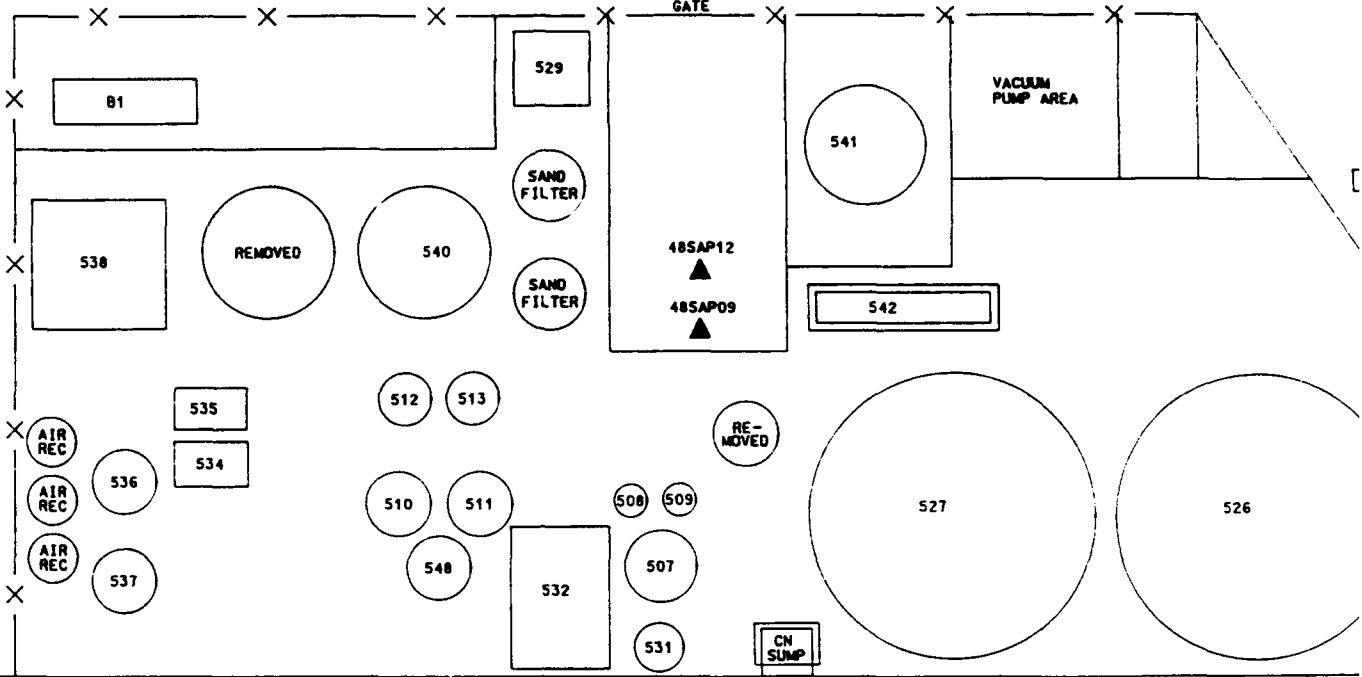 GATE
529
B1
VACUUM
PUMP AREA
541
SAND
FILTER
538
REMOVED
540
48SAP12
SAND
FILTER
48SAP09
542
512
513
535
AIR
REC
RE-
MOVED
534
536
AIR
REC
510
511
508
509
527
526
AIR
REC
537
548
532
507
531
CN
SUMP